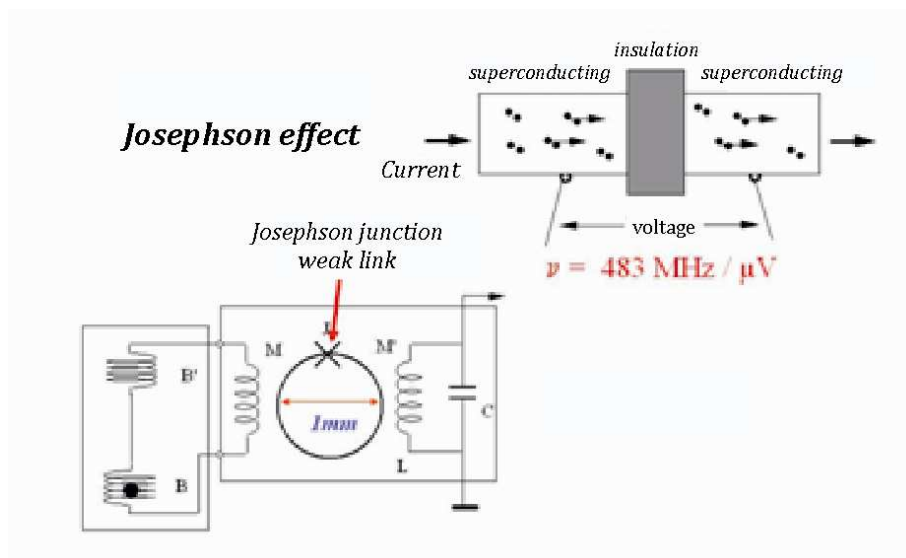 insulation
superconducting superconducting
Josephson effect
Current
voltage
Josephson junction
weak link
ν = 483 MHz / µV
M M'
B'
1mm
C
B
L